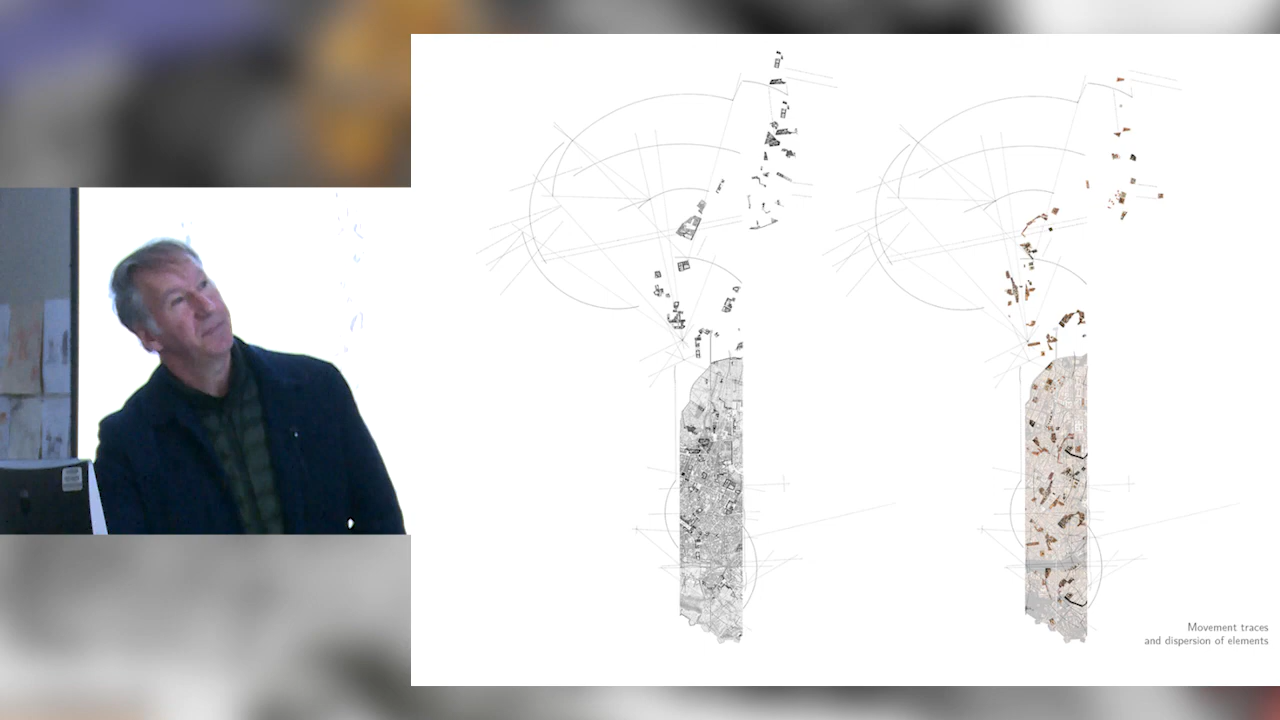 Movement traces
and dispersion of elements